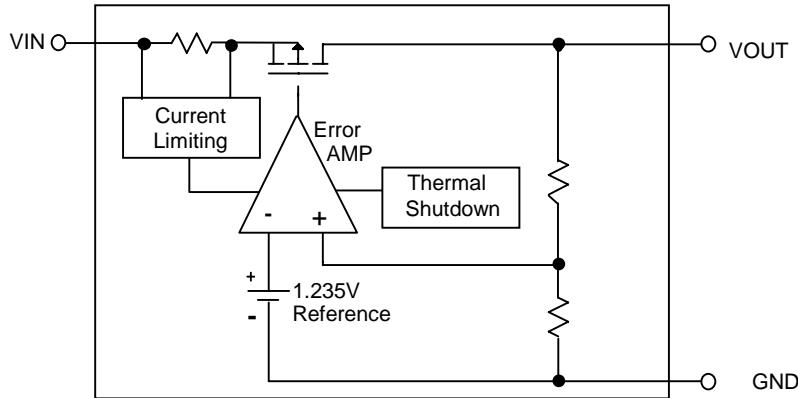 VIN
VOUT
Current
Limiting
Error
AMP
Thermal
Shutdown
- +
+
1.235V
-
Reference
GND